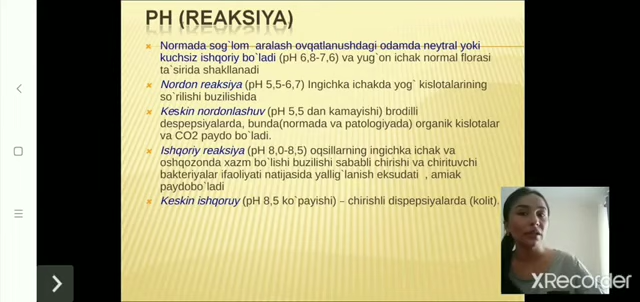 PH (REAKSIYA)
Normada sog`lom aralash ovqatlanushdagi odamda neytral yoki
kuchsiz ishqoriy bo`ladi (pH 6,8-7,6) va yug`on ichak normal florasi
ta`sirida shakllanadi
Nordon reaksiya (pH 5,5-6,7) Ingichka ichakda yog` kislotalarining
so`rilishi buzilishida
Keskin nordonlashuv (pH 5,5 dan kamayishi) brodilli
despepsiyalarda, bunda(normada va patologiyada) organik kislotalar
va CO2 paydo bo`ladi.
Ishqoriy reaksiya (pH 8,0-8,5) oqsillarning ingichka ichak va
oshqozonda xazm bo`lishi buzilishi sababli chirishi va chirituvchi
bakteriyalar ifaoliyati natijasida yallig`lanish eksudati , amiak
paydobo`ladi
Keskin ishqoruy (pH 8,5 ko`payishi) – chirishli dispepsiyalarda (kolit).
XRecorder